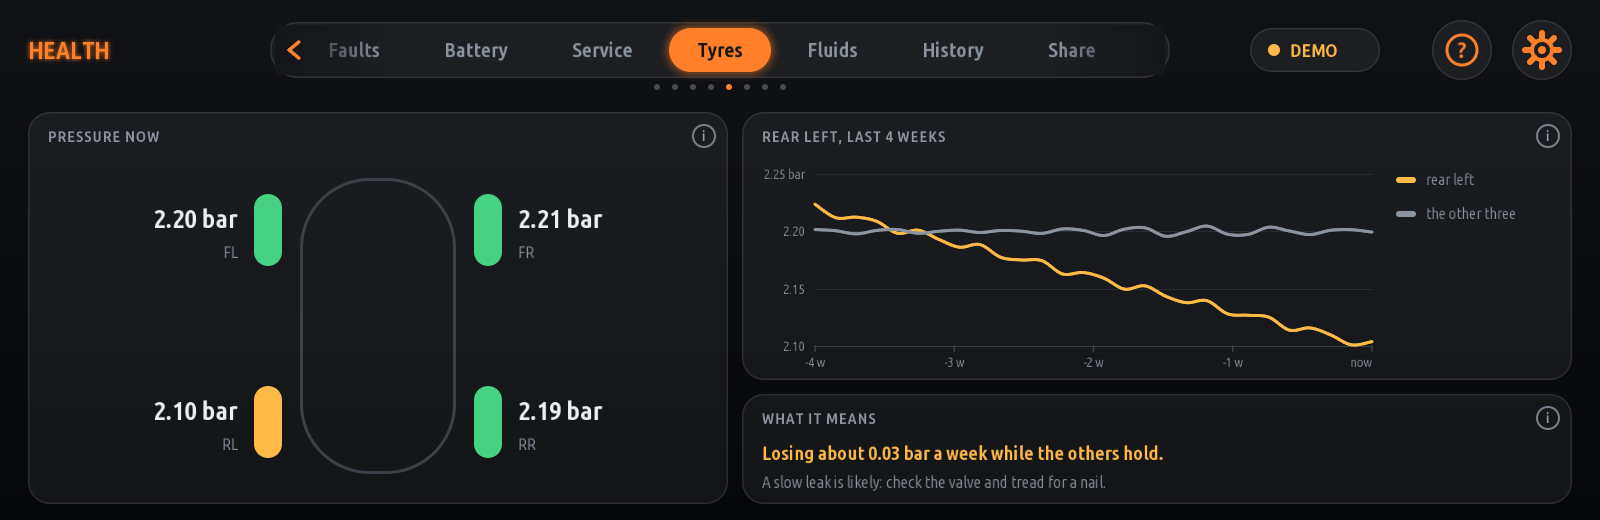 HEALTH
Faults
Battery
Service
Tyres
Fluids
History
Share
DEMO
?
PRESSURE NOW
i
2.20 bar
FL
2.21 bar
FR
2.10 bar
RL
2.19 bar
RR
REAR LEFT, LAST 4 WEEKS
i
2.25 bar
2.20
2.15
2.10
-4 w
-3 w
-2 w
-1 w
now
rear left
the other three
WHAT IT MEANS
i
Losing about 0.03 bar a week while the others hold.
A slow leak is likely: check the valve and tread for a nail.